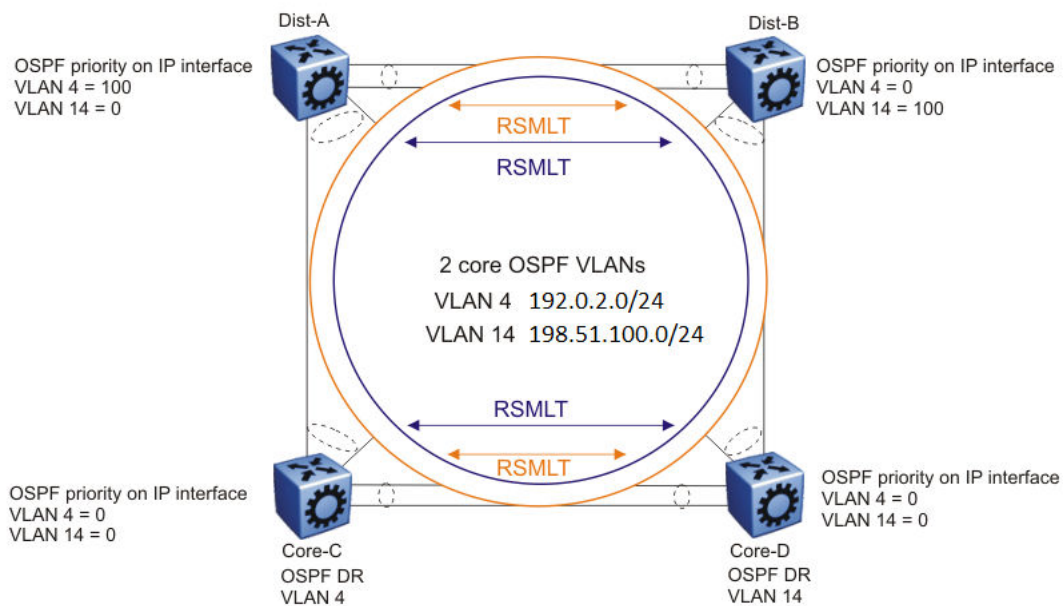 Dist-A
OSPF priority on IP interface
VLAN 4 = 100
VLAN 14 = 0
Dist-B
OSPF priority on IP interface
VLAN 4 = 0
VLAN 14 = 100
RSMLT
RSMLT
2 core OSPF VLANs
VLAN 4 192.0.2.0/24
VLAN 14 198.51.100.0/24
RSMLT
RSMLT
OSPF priority on IP interface
VLAN 4 = 0
VLAN 14 = 0
Core-C
OSPF DR
VLAN 4
OSPF priority on IP interface
VLAN 4 = 0
VLAN 14 = 0
Core-D
OSPF DR
VLAN 14